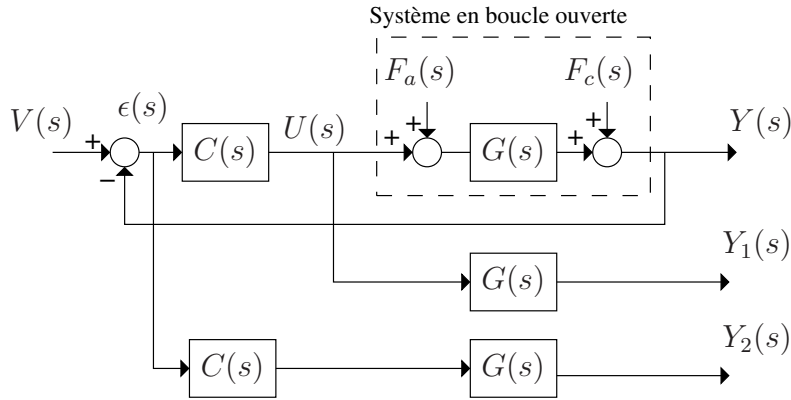 Système en boucle ouverte
F_a(s)
F_c(s)
V(s)
+
−
ϵ(s)
C(s)
U(s)
+
+
G(s)
+
+
Y(s)
G(s)
Y_1(s)
C(s)
G(s)
Y_2(s)